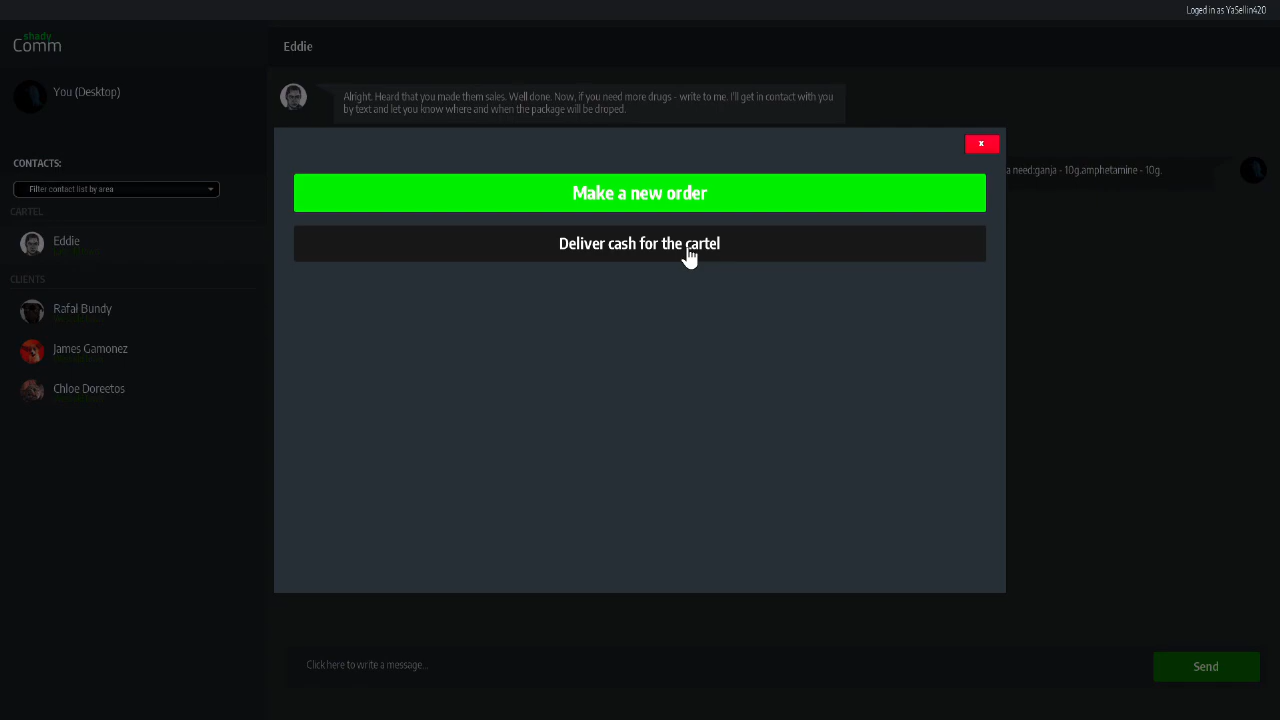 Loged in as YaSellin420
shady
Comm
Eddie
You (Desktop)
Alright. Heard that you made them sales. Well done. Now, if you need more drugs - write to me. I'll get in contact with you
by text and let you know where and when the package will be droped.
x
CONTACTS:
a need:ganja - 10g,amphetamine - 10g.
Filter contact list by area
Make a new order
CARTEL
Eddie
Deliver cash for the cartel
CLIENTS
Rafał Bundy
James Gamonez
Chloe Doreetos
Click here to write a message...
Send